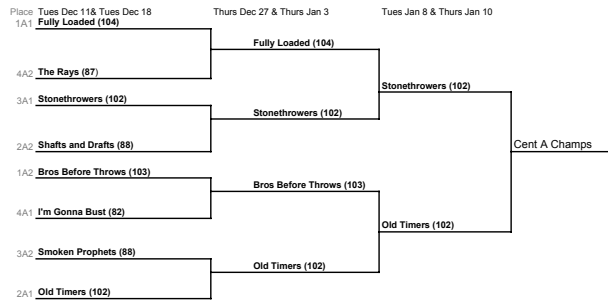 Place Tues Dec 11& Tues Dec 18 Thurs Dec 27 & Thurs Jan 3 Tues Jan 8 & Thurs Jan 10
1A1 Fully Loaded (104)
Fully Loaded (104)
4A2 The Rays (87)
Stonethrowers (102)
3A1 Stonethrowers (102)
Stonethrowers (102)
2A2 Shafts and Drafts (88)
Cent A Champs
1A2 Bros Before Throws (103)
Bros Before Throws (103)
4A1 I'm Gonna Bust (82)
Old Timers (102)
3A2 Smoken Prophets (88)
Old Timers (102)
2A1 Old Timers (102)